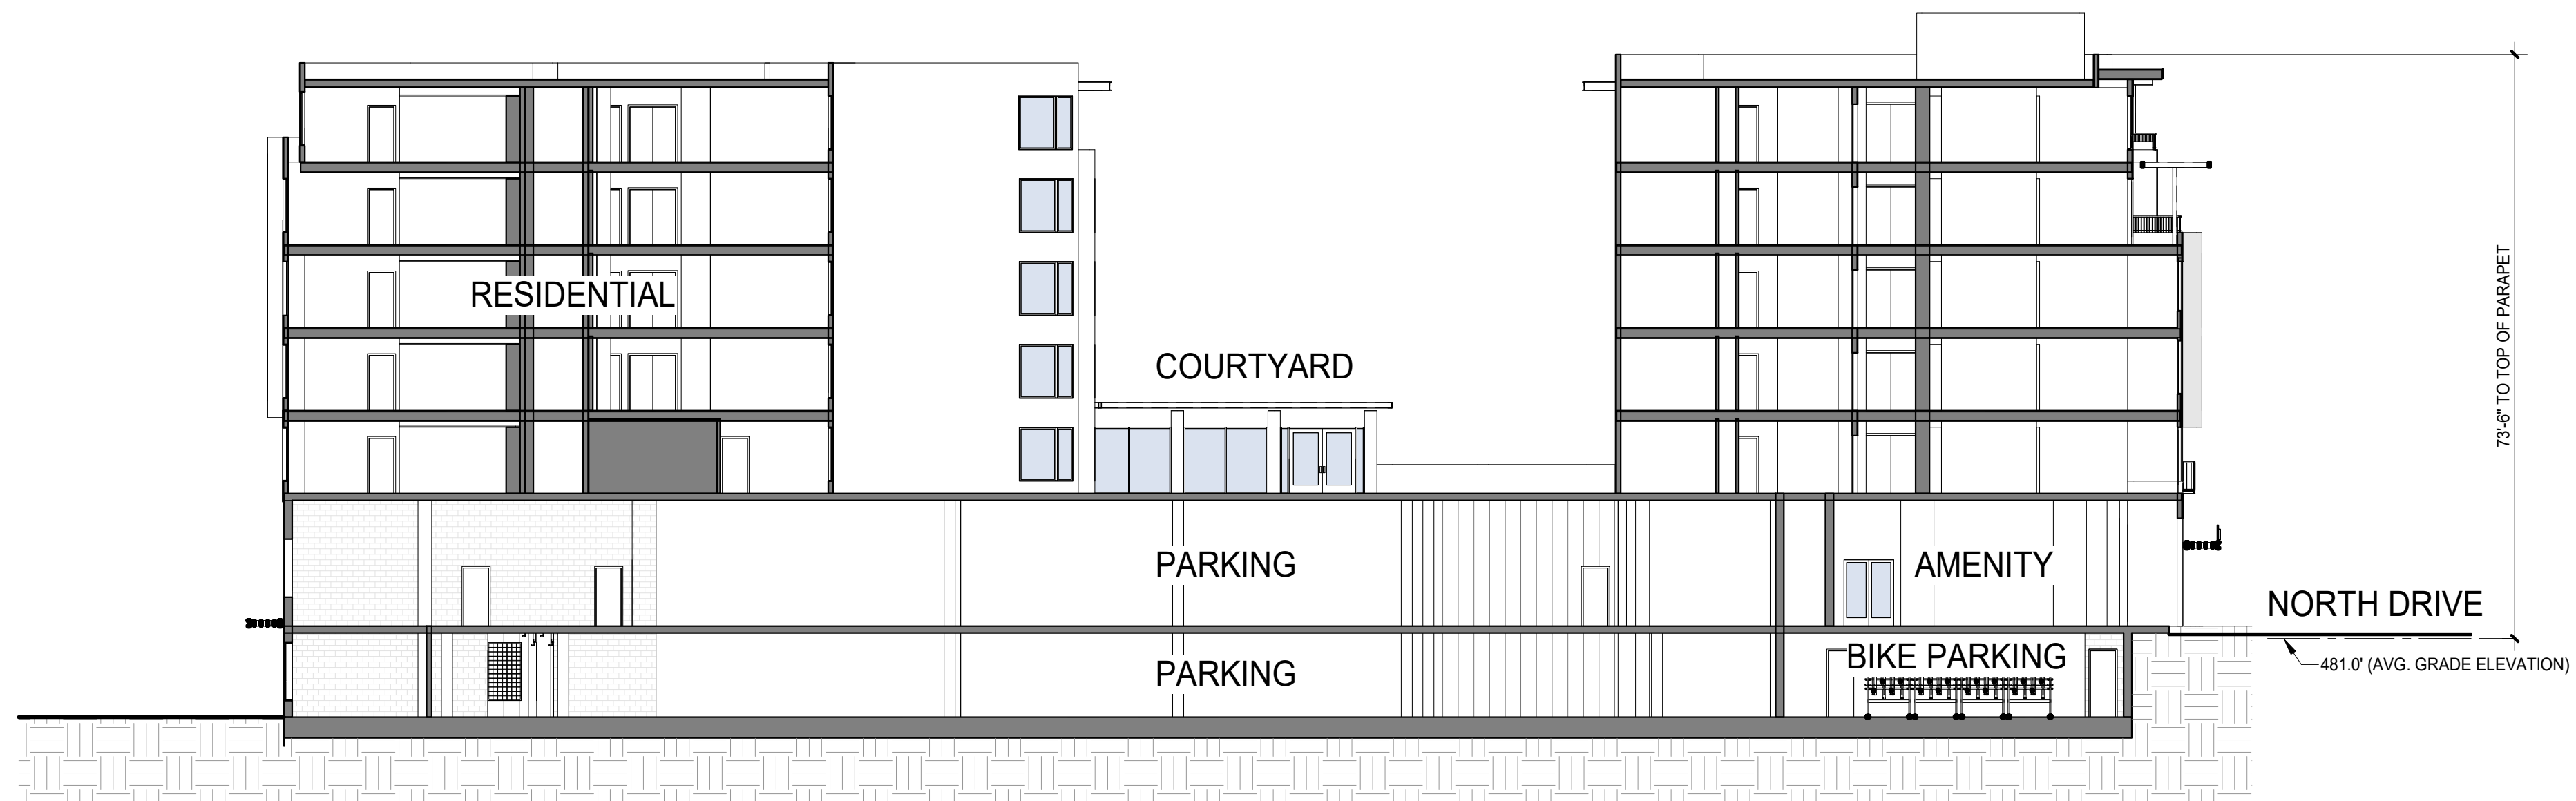 RESIDENTIAL
COURTYARD
73'-6" TO TOP OF PARAPET
PARKING
AMENITY
NORTH DRIVE
PARKING
BIKE PARKING
481.0' (AVG. GRADE ELEVATION)